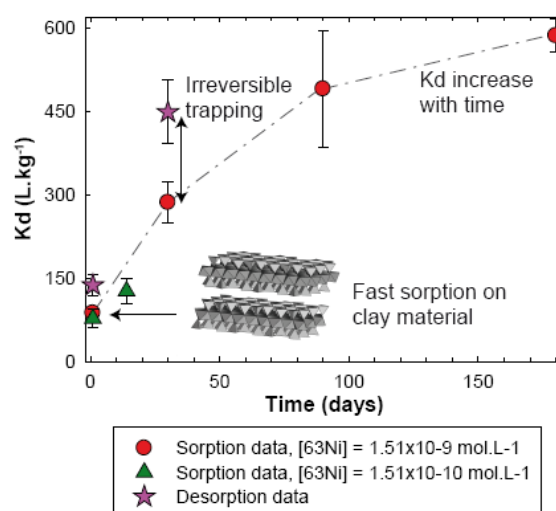 600
450
300
150
0
Kd (L.kg⁻¹)
Irreversible
trapping
Kd increase
with time
Fast sorption on
clay material
0
50
100
150
Time (days)
Sorption data, [63Ni] = 1.51x10-9 mol.L-1
Sorption data, [63Ni] = 1.51x10-10 mol.L-1
Desorption data